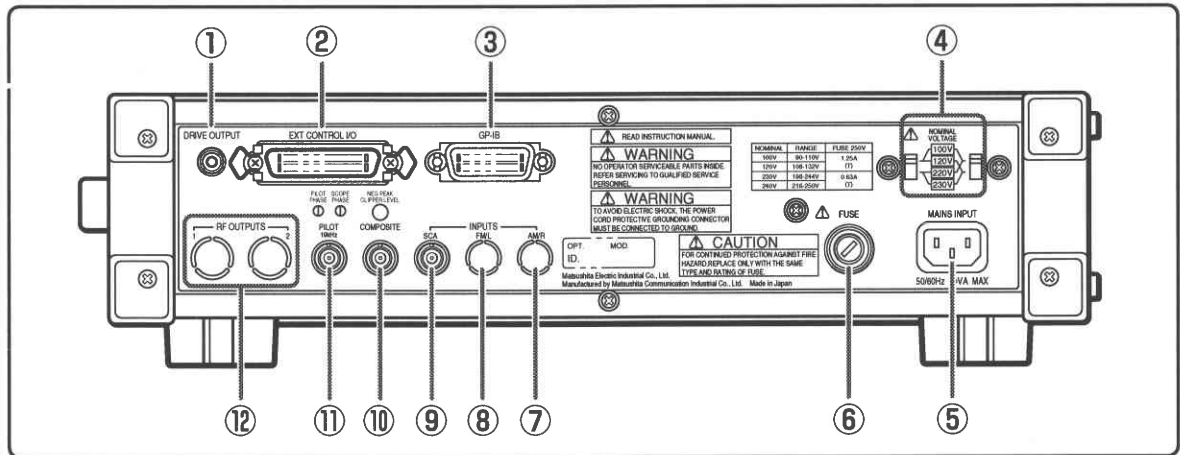 ① ② ③ ④
DRIVE OUTPUT
EXT CONTROL I/O
GP-IB
READ INSTRUCTION MANUAL.
WARNING
NO OPERATOR SERVICEABLE PARTS INSIDE.
REFER SERVICING TO QUALIFIED SERVICE
PERSONNEL.
WARNING
TO AVOID ELECTRIC SHOCK, THE POWER
CORD PROTECTIVE GROUNDING CONNECTOR
MUST BE CONNECTED TO GROUND.
NOMINAL RANGE FUSE 250V
100V 90-110V 1.25A
120V 108-132V (T)
230V 198-244V 0.63A
240V 216-250V (T)
NOMINAL
VOLTAGE
100V
120V
220V
230V
PILOT PHASE
SCOPE PHASE
NEG PEAK
CLIPPER LEVEL
RF OUTPUTS
1 2
PILOT
19kHz
COMPOSITE
INPUTS
SCA FM/L AM/R
OPT. MOD.
ID.
CAUTION
FOR CONTINUED PROTECTION AGAINST FIRE
HAZARD, REPLACE ONLY WITH THE SAME
TYPE AND RATING OF FUSE.
FUSE
MAINS INPUT
50/60Hz VA MAX
Matsushita Electric Industrial Co., Ltd.
Manufactured by Matsushita Communication Industrial Co., Ltd. Made in Japan
⑫ ⑪ ⑩ ⑨ ⑧ ⑦ ⑥ ⑤